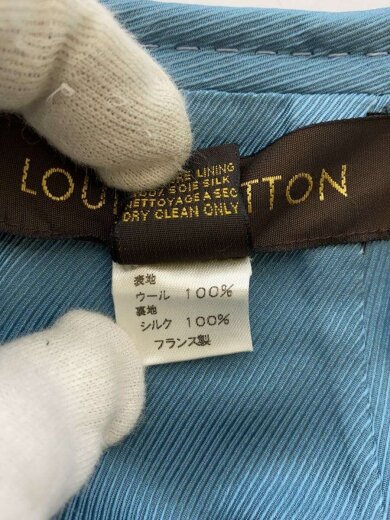 LOU TTON
LINING
SOIE SILK
NETTOYAGE A SEC
DRY CLEAN ONLY
表地
ウール 100%
裏地
シルク 100%
フランス製